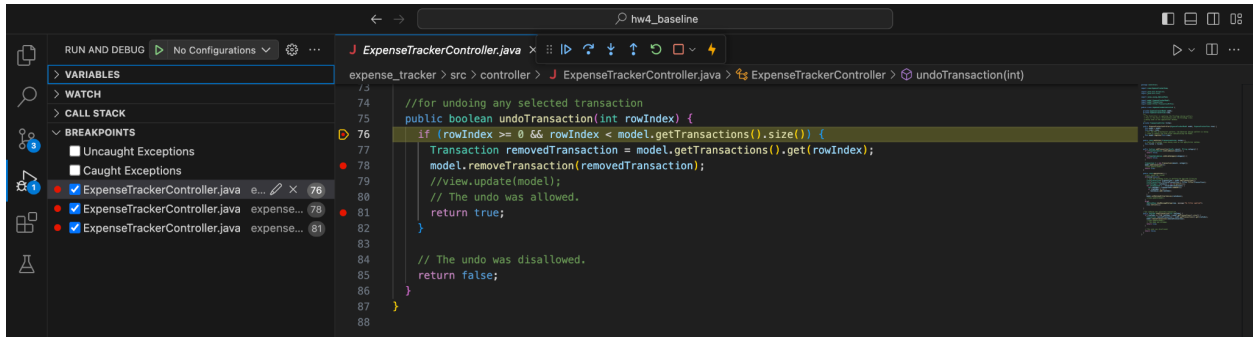 hw4_baseline
RUN AND DEBUG No Configurations
VARIABLES
WATCH
CALL STACK
BREAKPOINTS
Uncaught Exceptions
Caught Exceptions
ExpenseTrackerController.java e... 76
ExpenseTrackerController.java expense... 78
ExpenseTrackerController.java expense... 81
3
1
J ExpenseTrackerController.java
expense_tracker > src > controller > J ExpenseTrackerController.java > ExpenseTrackerController > undoTransaction(int)
73
74 //for undoing any selected transaction
75 public boolean undoTransaction(int rowIndex) {
76 if (rowIndex >= 0 && rowIndex < model.getTransactions().size()) {
77 Transaction removedTransaction = model.getTransactions().get(rowIndex);
78 model.removeTransaction(removedTransaction);
79 //view.update(model);
80 // The undo was allowed.
81 return true;
82 }
83
84 // The undo was disallowed.
85 return false;
86 }
87 }
88